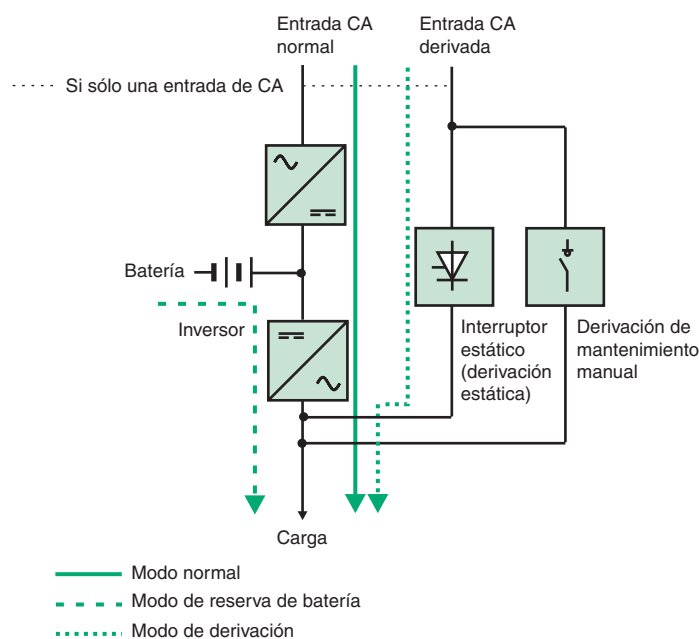 Entrada CA
normal
Entrada CA
derivada
Si sólo una entrada de CA
Batería
Inversor
Interruptor
estático
(derivación
estática)
Derivación de
mantenimiento
manual
Carga
Modo normal
Modo de reserva de batería
Modo de derivación